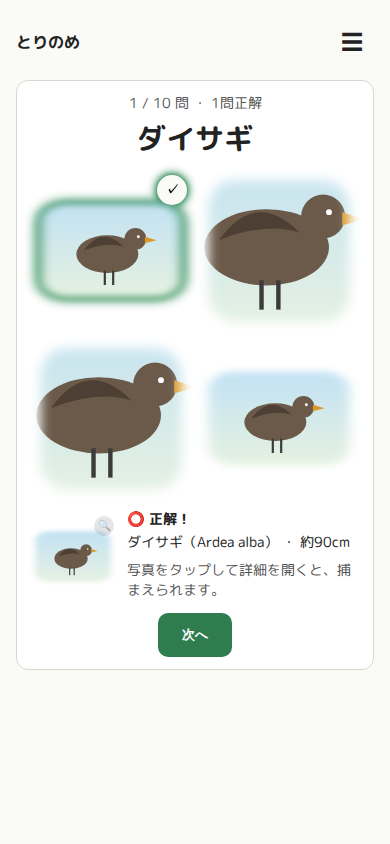 とりのめ
☰
1 / 10 問 · 1問正解
ダイサギ
✓
⭕ 正解！
ダイサギ（Ardea alba） · 約90cm
写真をタップして詳細を開くと、捕
まえられます。
次へ